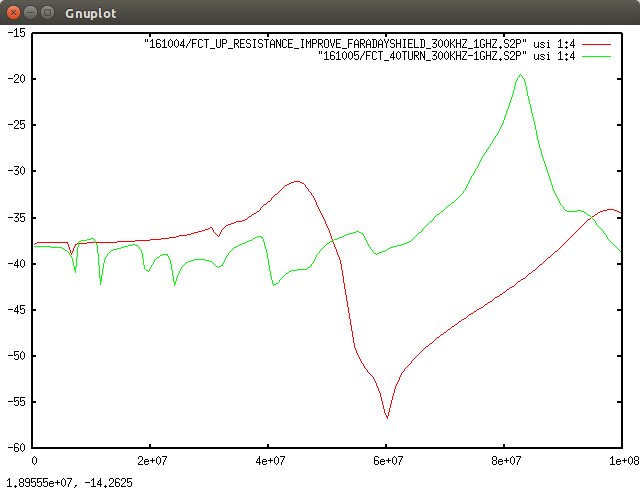 Gnuplot
"161004/FCT_UP_RESISTANCE_IMPROVE_FARADAYSHIELD_300KHZ_1GHZ.S2P" usi 1:4
"161005/FCT_40TURN_300KHZ-1GHZ.S2P" usi 1:4
-15
-20
-25
-30
-35
-40
-45
-50
-55
-60
0 2e+07 4e+07 6e+07 8e+07 1e+08
1.89555e+07, -14.2625